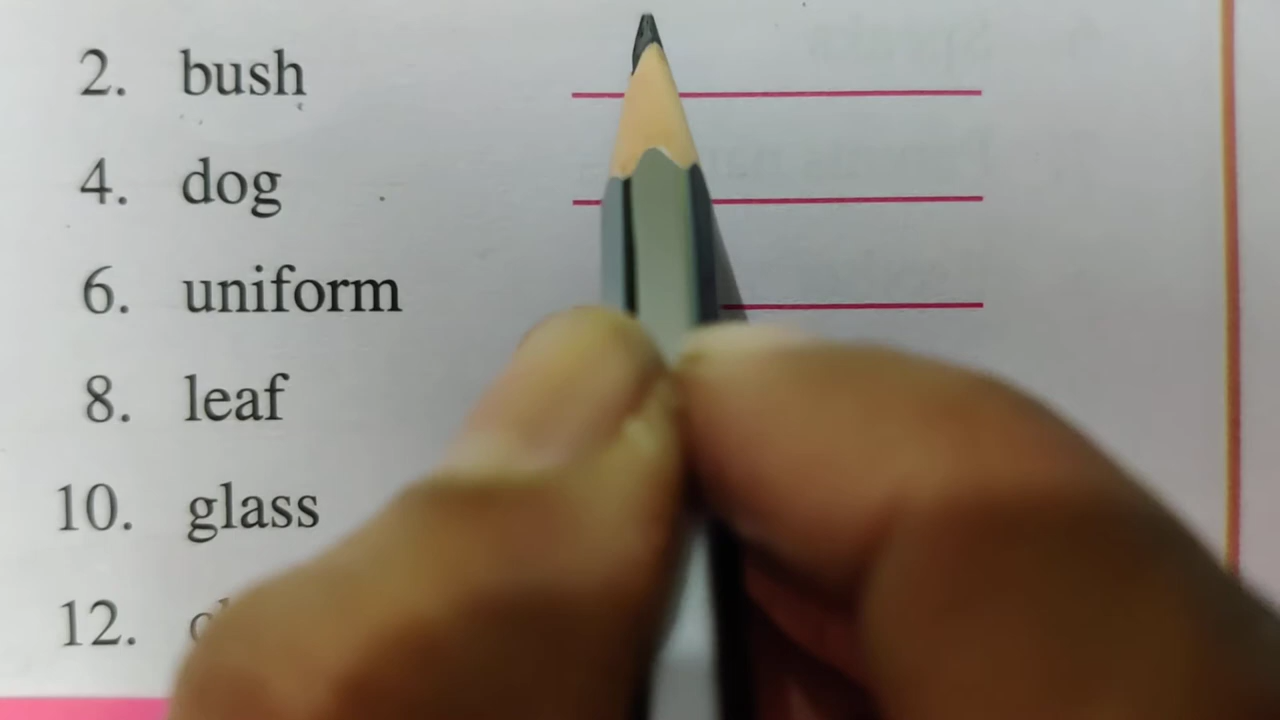 2. bush
4. dog
6. uniform
8. leaf
10. glass
12.